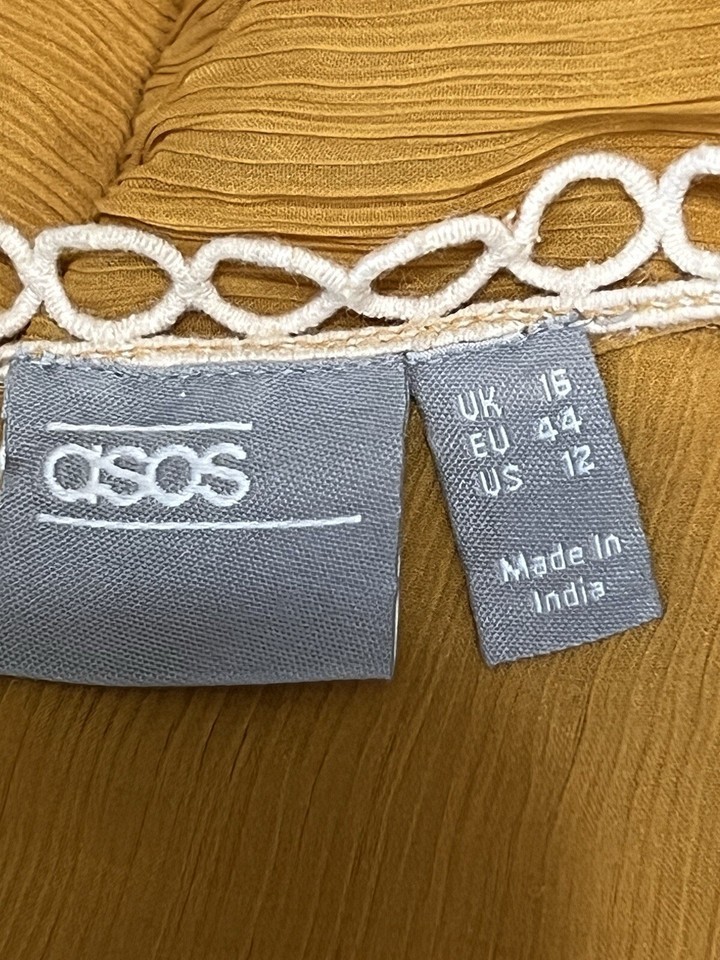 asos
UK 16
EU 44
US 12
Made In
India